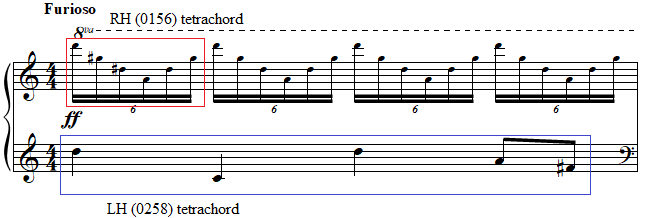 Furioso
RH (0156) tetrachord
8va
6 6 6 6
ff
LH (0258) tetrachord